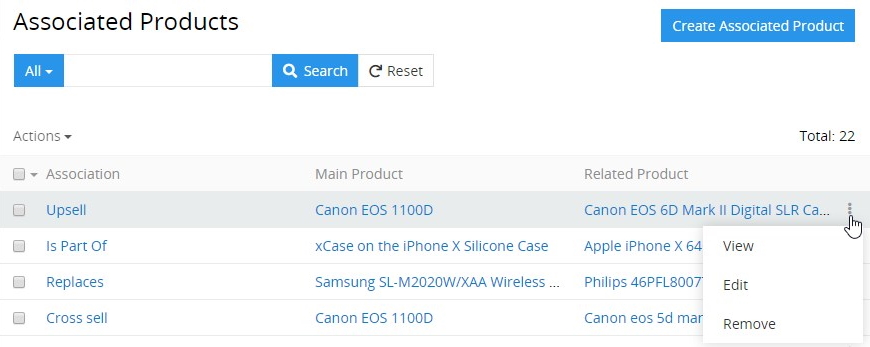 Associated Products
Create Associated Product
All
Search
Reset
Actions
Total: 22
Association Main Product Related Product
Upsell Canon EOS 1100D Canon EOS 6D Mark II Digital SLR Ca...
Is Part Of xCase on the iPhone X Silicone Case Apple iPhone X 64
View
Replaces Samsung SL-M2020W/XAA Wireless ... Philips 46PFL8007
Edit
Cross sell Canon EOS 1100D Canon eos 5d mar
Remove